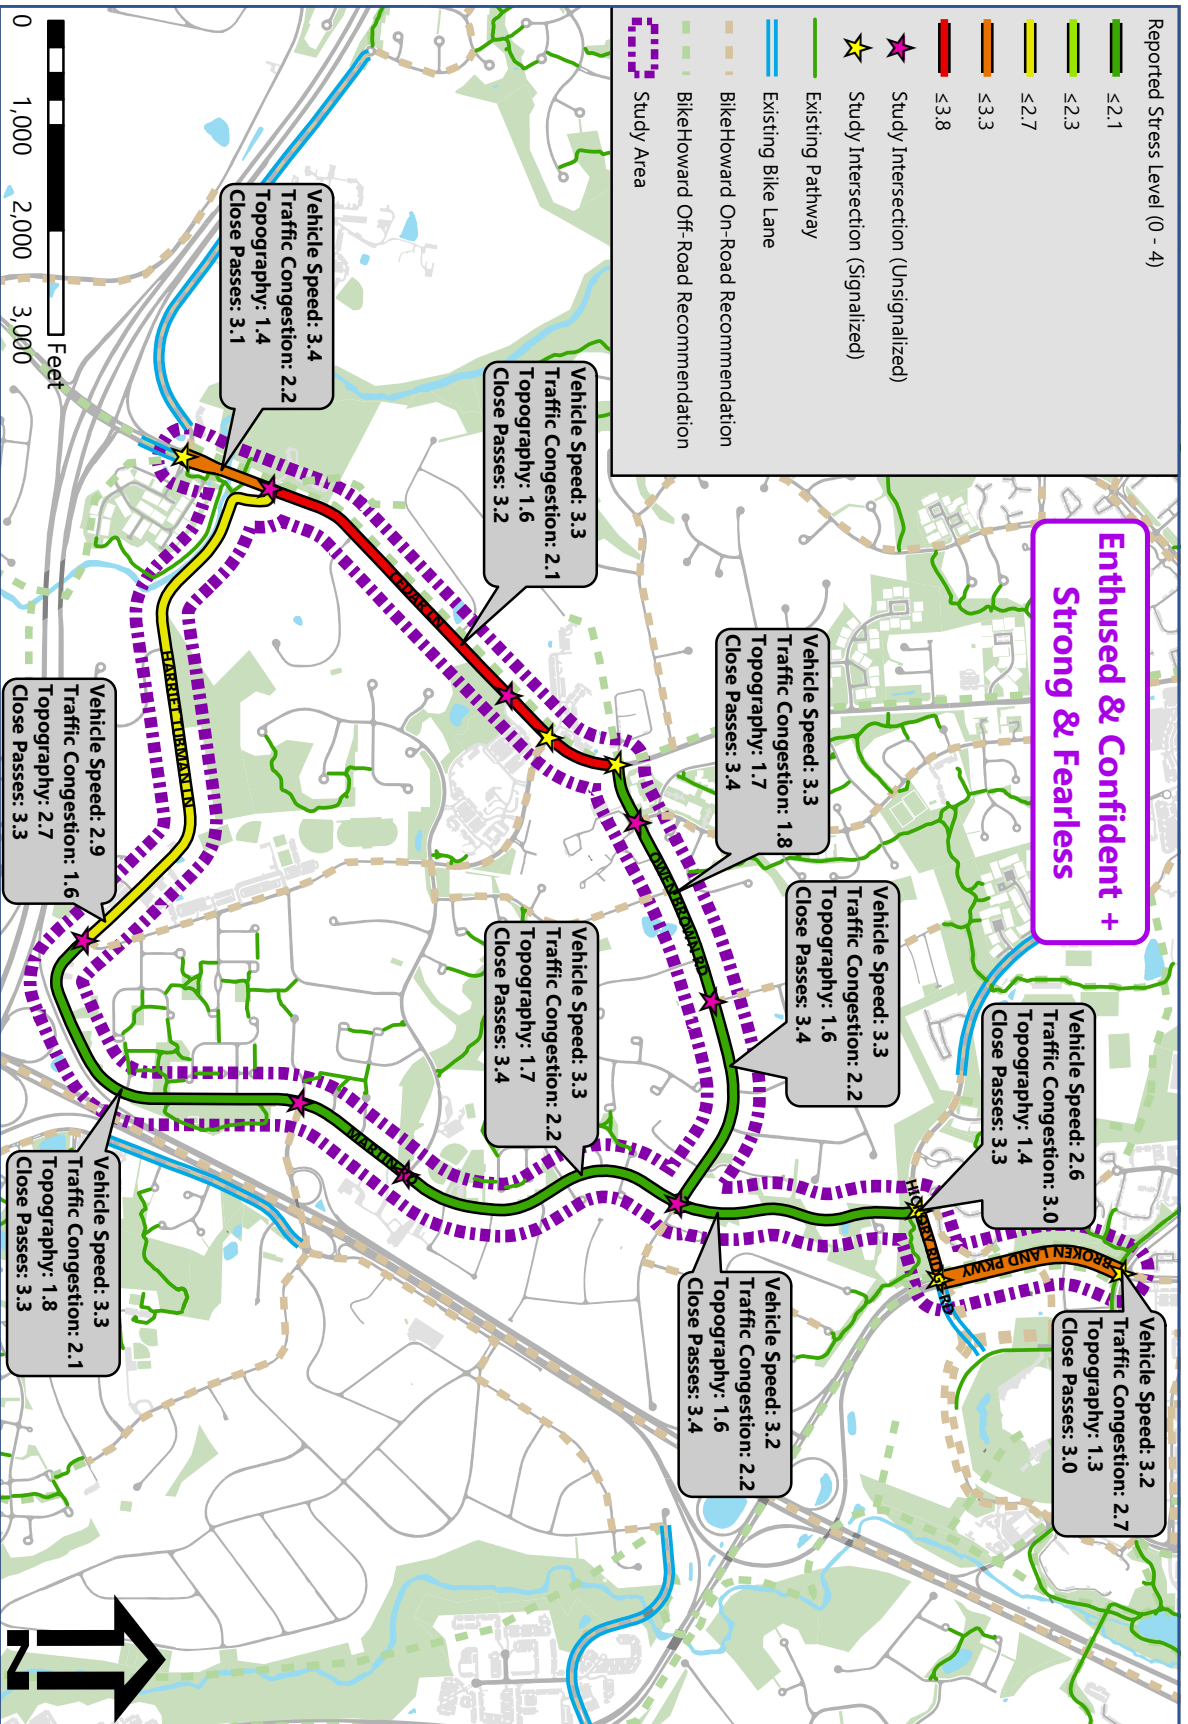 Reported Stress Level (0 - 4)
≤2.1
≤2.3
≤2.7
≤3.3
≤3.8
Study Intersection (Unsignalized)
Study Intersection (Signalized)
Existing Pathway
Existing Bike Lane
BikeHoward On-Road Recommendation
BikeHoward Off-Road Recommendation
Study Area
Enthused & Confident +
Strong & Fearless
Vehicle Speed: 3.2
Traffic Congestion: 2.7
Topography: 1.3
Close Passes: 3.0
Vehicle Speed: 2.6
Traffic Congestion: 3.0
Topography: 1.4
Close Passes: 3.3
BROKEN LAND PKWY
HICKORY RIDGE RD
Vehicle Speed: 3.3
Traffic Congestion: 2.2
Topography: 1.6
Close Passes: 3.4
Vehicle Speed: 3.3
Traffic Congestion: 1.8
Topography: 1.7
Close Passes: 3.4
OWEN BROWN RD
Vehicle Speed: 3.2
Traffic Congestion: 2.2
Topography: 1.6
Close Passes: 3.4
Vehicle Speed: 3.3
Traffic Congestion: 2.1
Topography: 1.6
Close Passes: 3.2
CEDAR LN
Vehicle Speed: 3.3
Traffic Congestion: 2.2
Topography: 1.7
Close Passes: 3.4
MARTIN RD
Vehicle Speed: 3.4
Traffic Congestion: 2.2
Topography: 1.4
Close Passes: 3.1
HARRIET TUBMAN LN
Vehicle Speed: 2.9
Traffic Congestion: 1.6
Topography: 2.7
Close Passes: 3.3
Vehicle Speed: 3.3
Traffic Congestion: 2.1
Topography: 1.8
Close Passes: 3.3
Feet
0 1,000 2,000 3,000
N